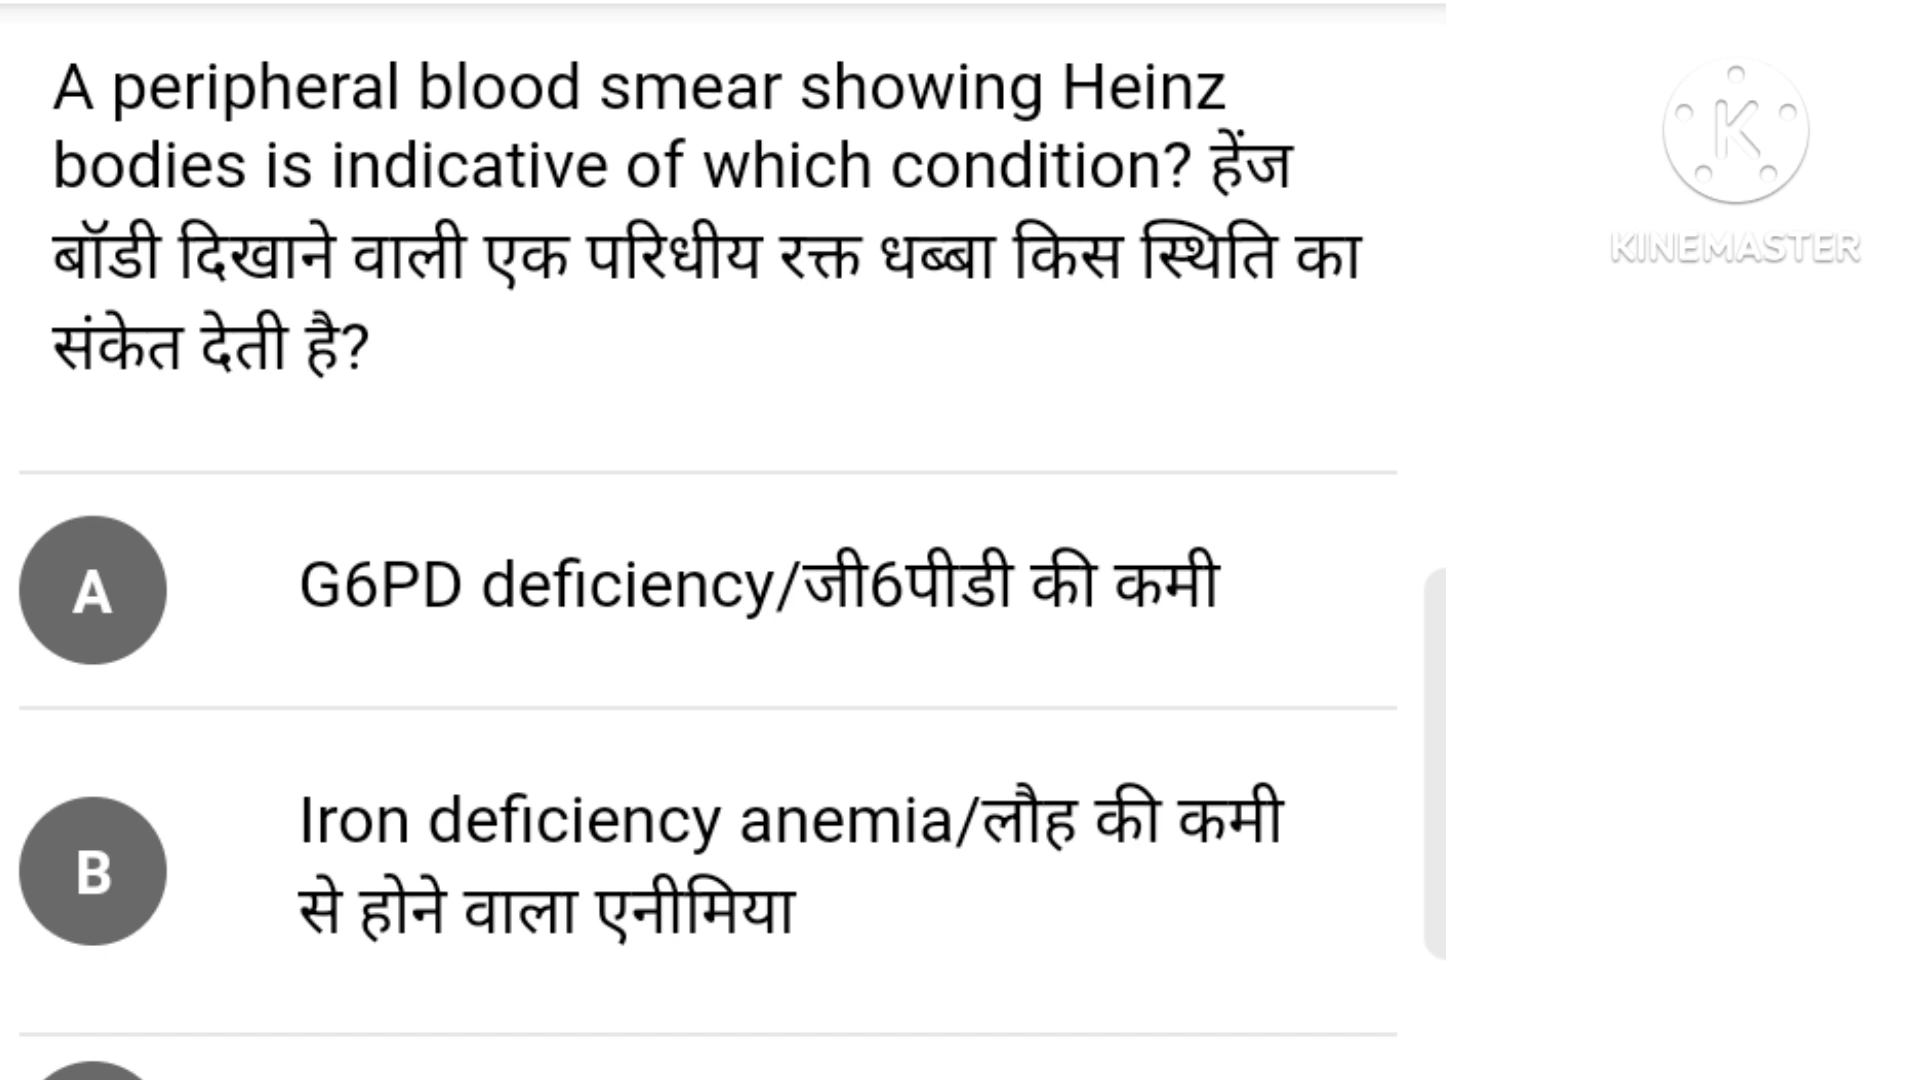 A peripheral blood smear showing Heinz
bodies is indicative of which condition? हेंज
बॉडी दिखाने वाली एक परिधीय रक्त धब्बा किस स्थिति का
संकेत देती है?
K
KINEMASTER
A
G6PD deficiency/जी6पीडी की कमी
B
Iron deficiency anemia/लौह की कमी
से होने वाला एनीमिया